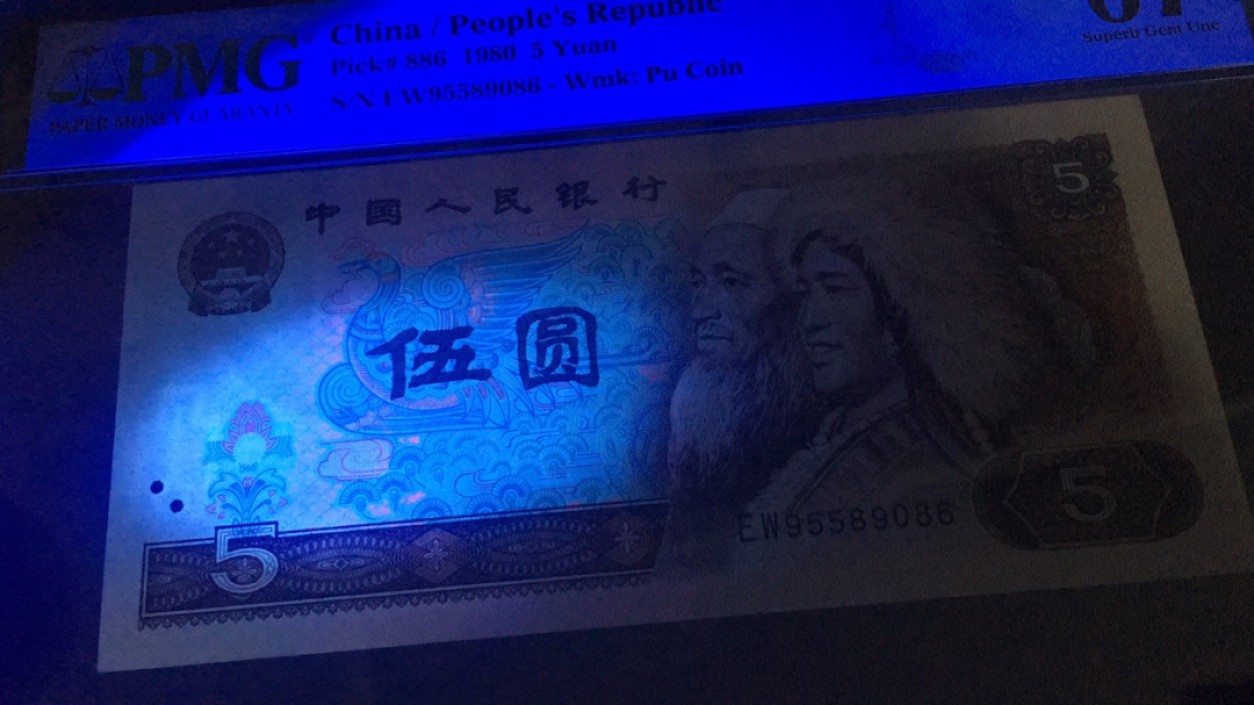 China / People's Republic
PMG
PAPER MONEY GUARANTY
Pick# 886 1980 5 Yuan
S/N EW95589086 - Wmk: Pu Coin
67
Superb Gem Unc
中国人民银行
5
伍圆
5
5
EW95589086